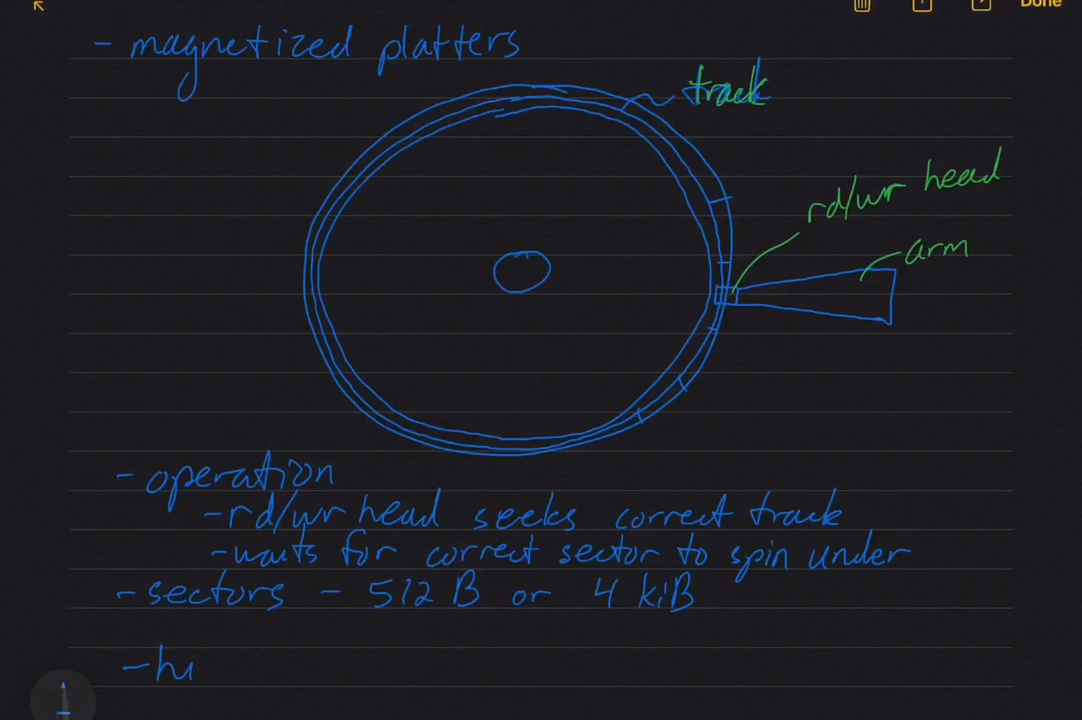 Done
- magnetized platters
track
rd/wr head
arm
- operation
- rd/wr head seeks correct track
- waits for correct sector to spin under
- sectors - 512 B or 4 kiB